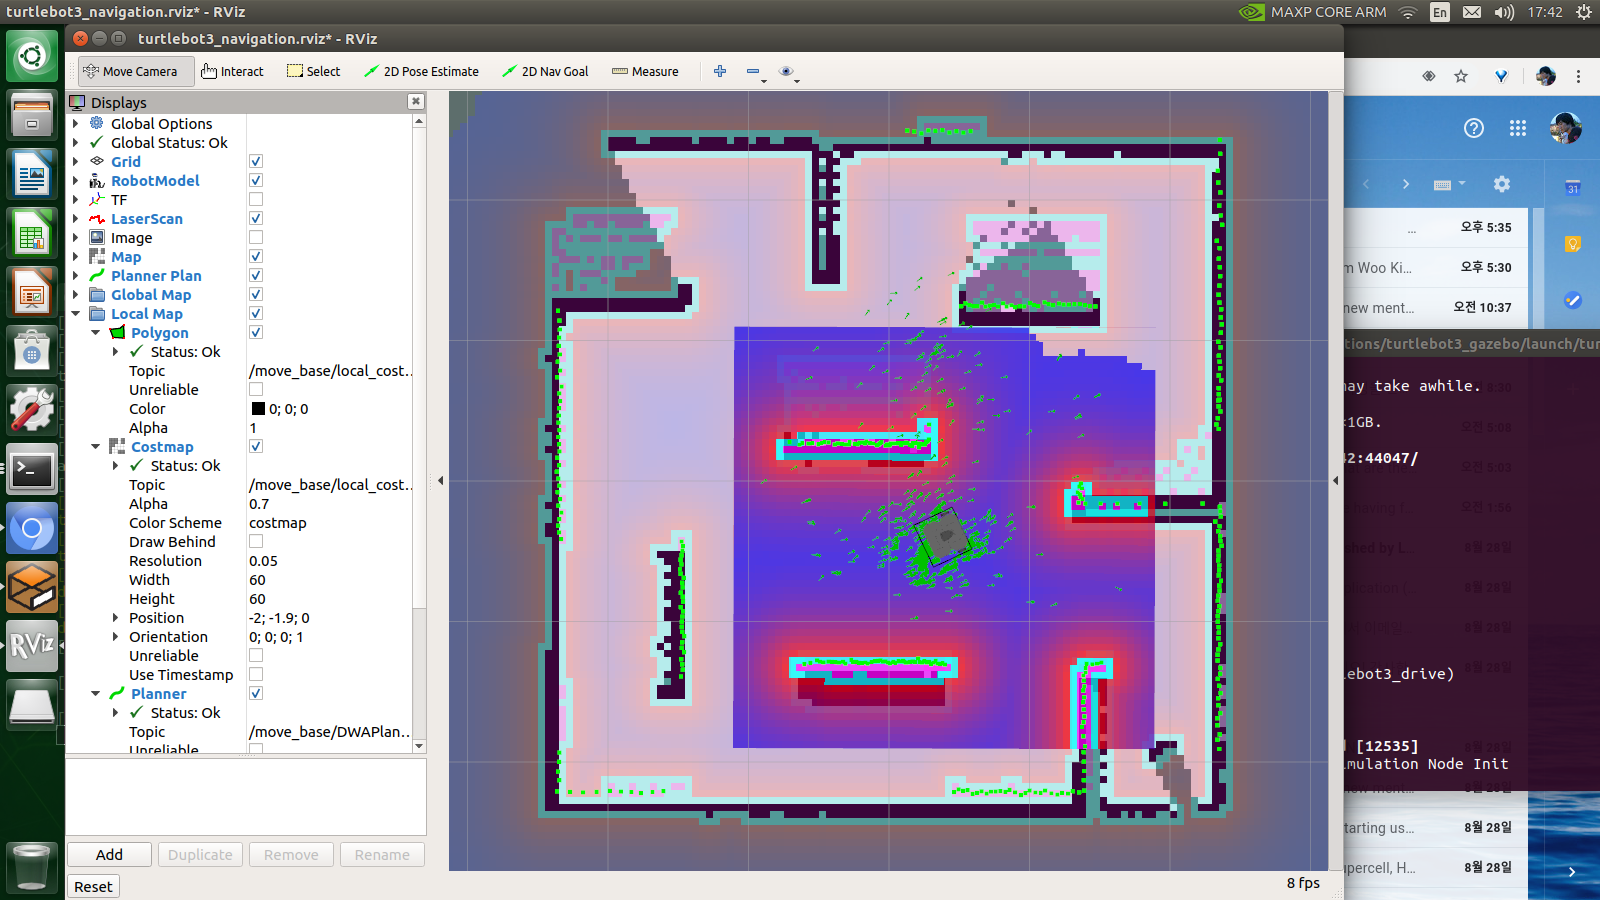 turtlebot3_navigation.rviz* - RViz
MAXP CORE ARM
En
17:42
turtlebot3_navigation.rviz* - RViz
Move Camera
Interact
Select
2D Pose Estimate
2D Nav Goal
Measure
Displays
Global Options
Global Status: Ok
Grid
RobotModel
TF
LaserScan
Image
Map
Planner Plan
Global Map
Local Map
Polygon
Status: Ok
Topic /move_base/local_cost...
Unreliable
Color 0; 0; 0
Alpha 1
Costmap
Status: Ok
Topic /move_base/local_cost...
Alpha 0.7
Color Scheme costmap
Draw Behind
Resolution 0.05
Width 60
Height 60
Position -2; -1.9; 0
Orientation 0; 0; 0; 1
Unreliable
Use Timestamp
Planner
Status: Ok
Topic /move_base/DWAPlan...
Unreliable
Add
Duplicate
Remove
Rename
Reset
8 fps
RViz
31
... 오후 5:35
m Woo Ki... 오후 5:30
new ment... 오전 10:37
tions/turtlebot3_gazebo/launch/tur
may take awhile.
1GB.
42:44047/
ebot3_drive)
[12535]
mulation Node Init
tarting us... 8월 28일
upercell, H... 8월 28일